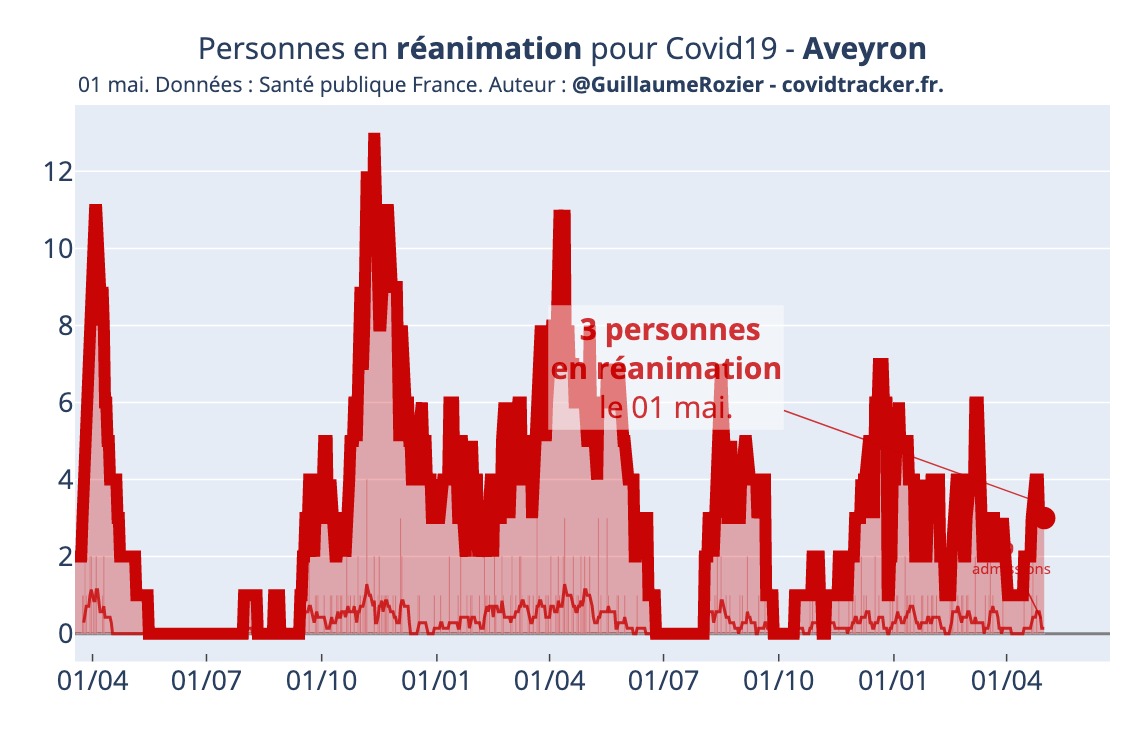 Personnes en réanimation pour Covid19 - Aveyron
01 mai. Données : Santé publique France. Auteur : @GuillaumeRozier - covidtracker.fr.
12
10
8
6
4
2
0
3 personnes
en réanimation
le 01 mai.
admissions
01/04
01/07
01/10
01/01
01/04
01/07
01/10
01/01
01/04